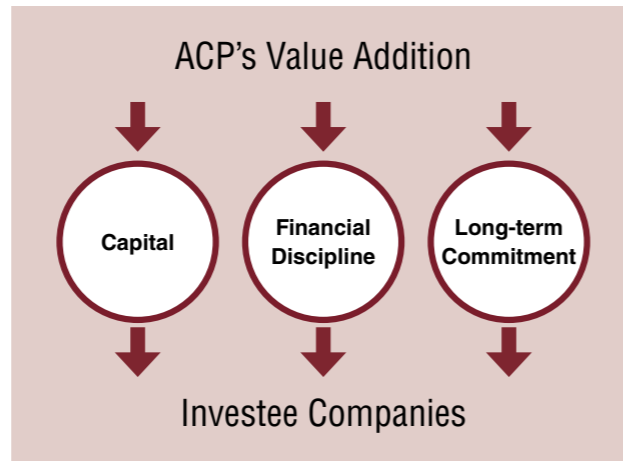 ACP's Value Addition
Capital
Financial
Discipline
Long-term
Commitment
Investee Companies